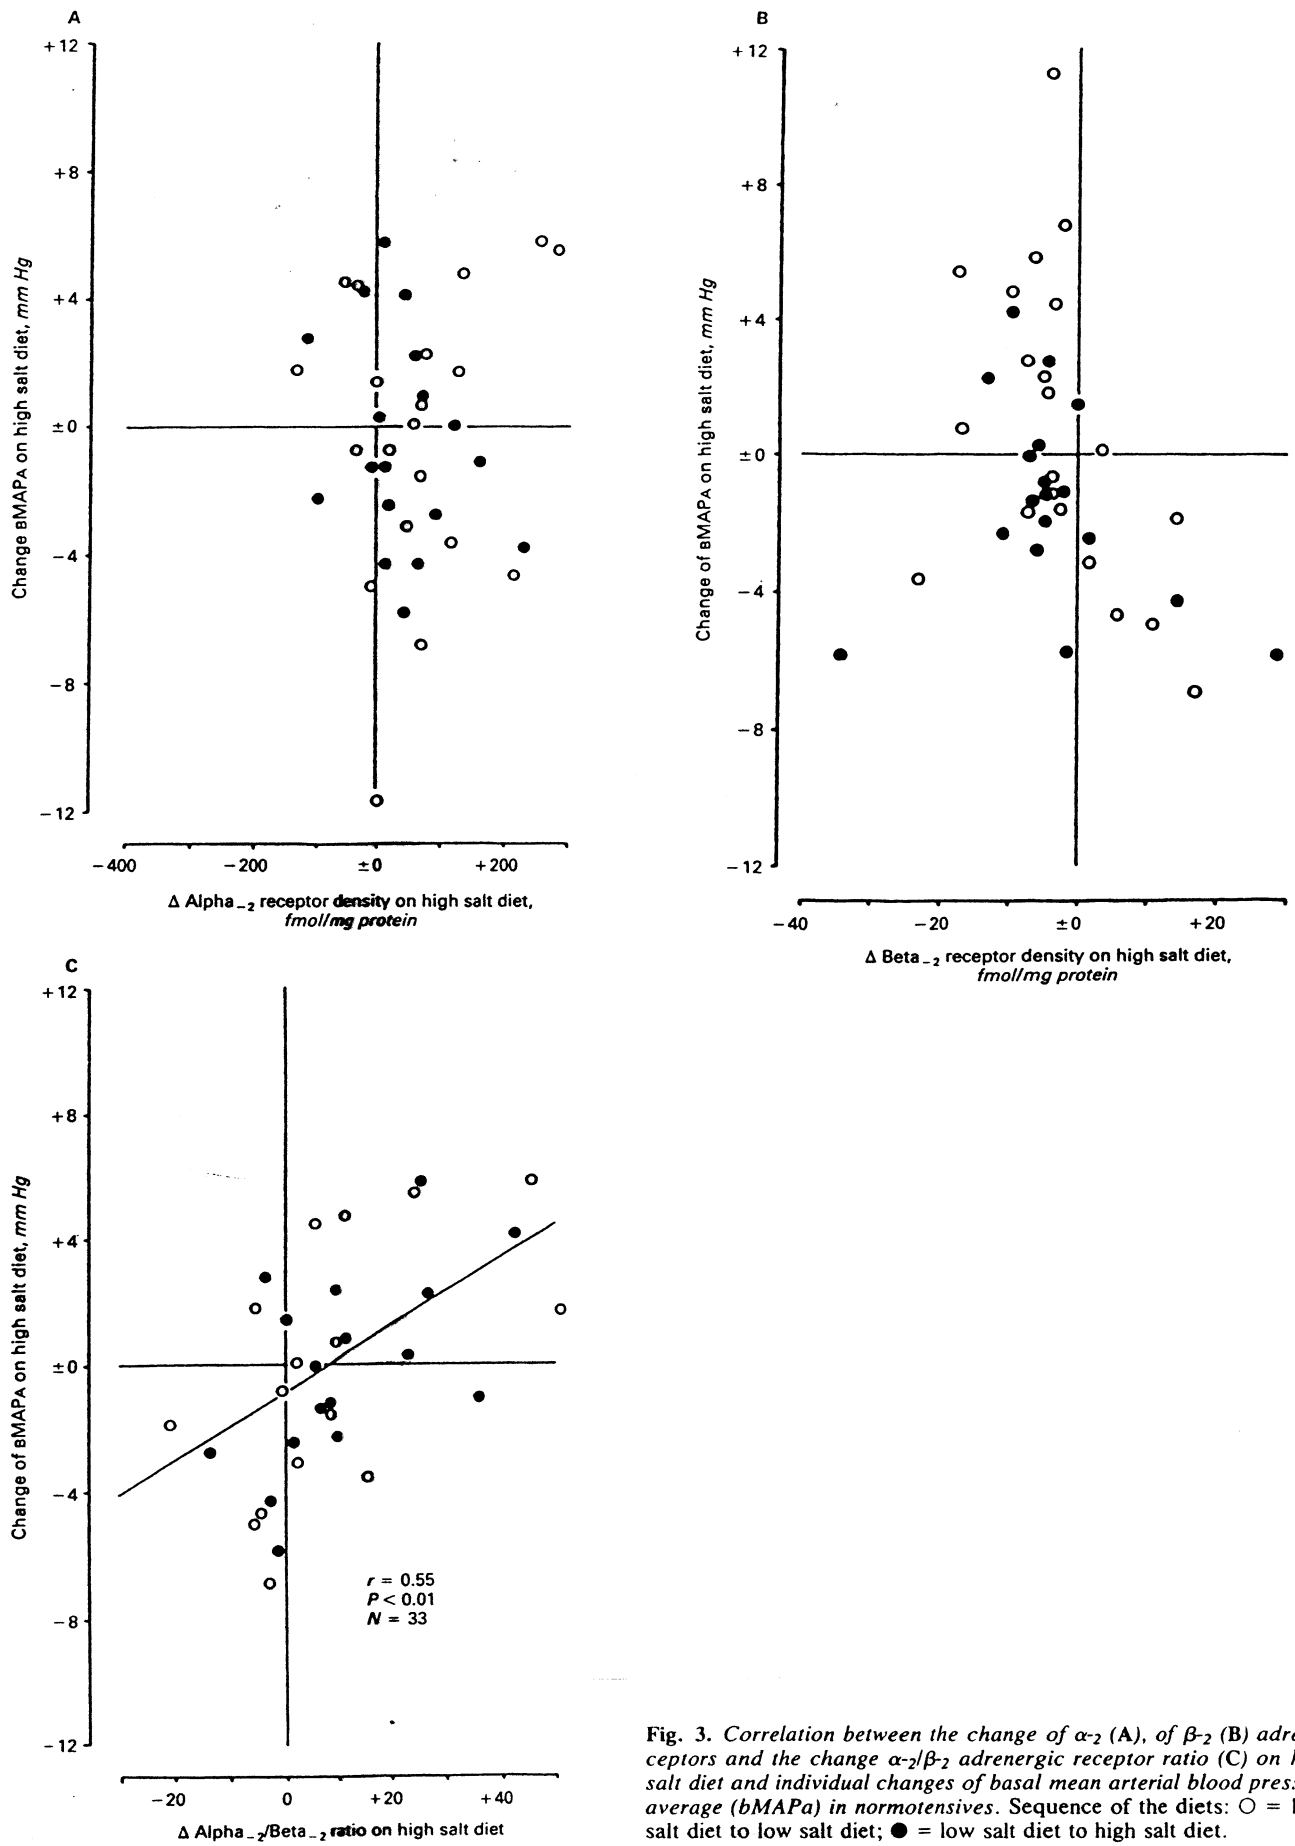 A
+12
+8
+4
±0
−4
−8
−12
Change BMAPA on high salt diet, mm Hg
−400
−200
±0
+200
Δ Alpha−2 receptor density on high salt diet,
fmol/mg protein
B
+12
+8
+4
±0
−4
−8
−12
Change of BMAPA on high salt diet, mm Hg
−40
−20
±0
+20
Δ Beta−2 receptor density on high salt diet,
fmol/mg protein
C
+12
+8
+4
±0
−4
−8
−12
Change of BMAPA on high salt diet, mm Hg
r = 0.55
P < 0.01
N = 33
−20
0
+20
+40
Δ Alpha−2/Beta−2 ratio on high salt diet
Fig. 3. Correlation between the change of α-2 (A), of β-2 (B) adre
ceptors and the change α-2/β-2 adrenergic receptor ratio (C) on
salt diet and individual changes of basal mean arterial blood pres
average (bMAPa) in normotensives. Sequence of the diets: ○ =
salt diet to low salt diet; ● = low salt diet to high salt diet.